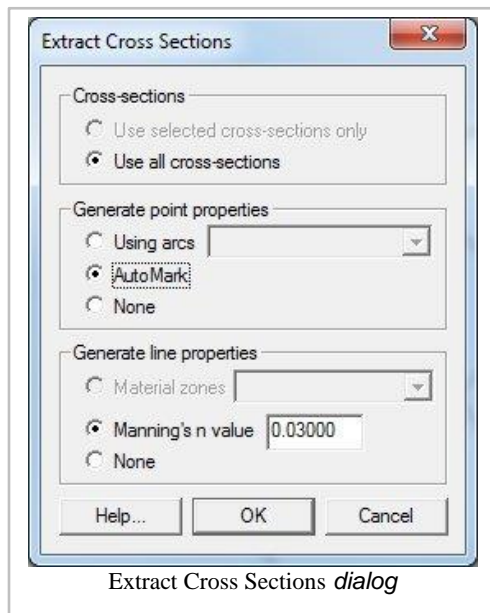 Extract Cross Sections
Cross-sections
Use selected cross-sections only
Use all cross-sections
Generate point properties
Using arcs
AutoMark
None
Generate line properties
Material zones
Manning's n value 0.03000
None
Help... OK Cancel
Extract Cross Sections dialog